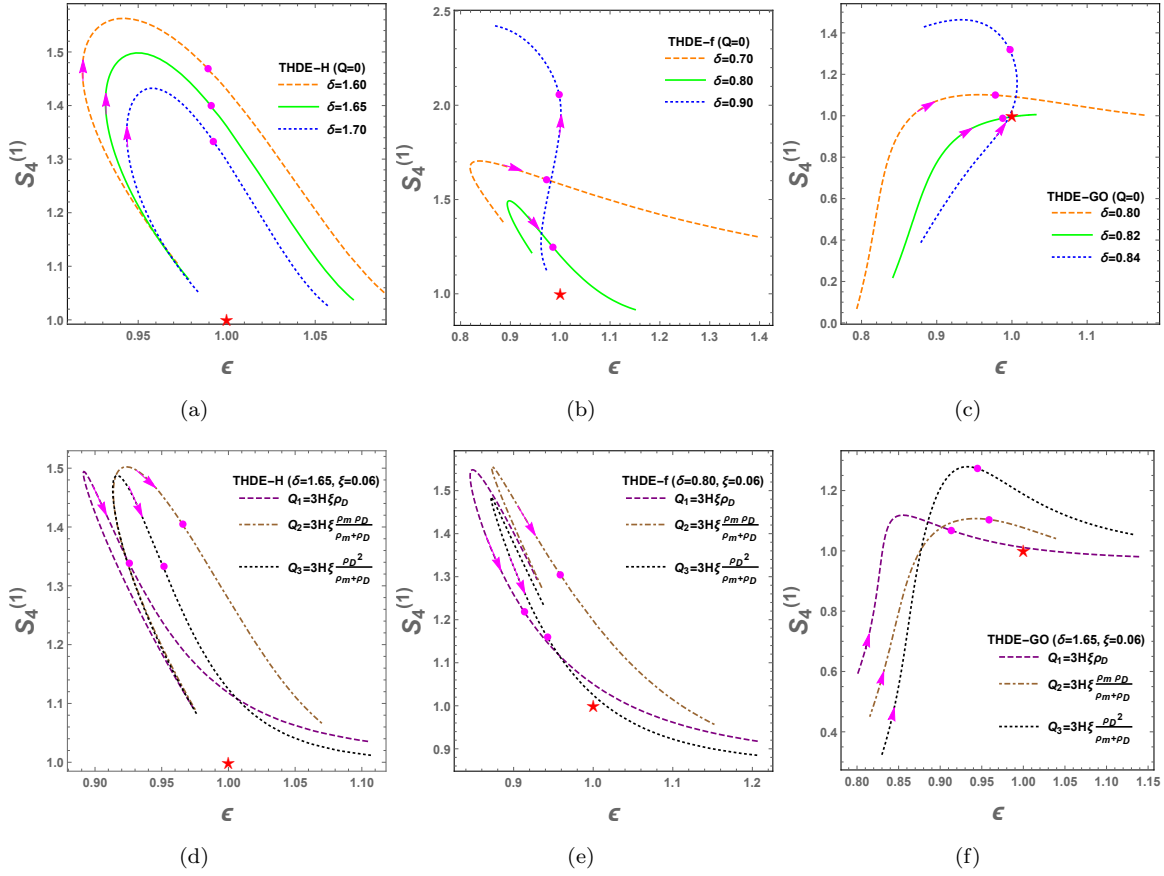 S₄⁽¹⁾
1.5
1.4
1.3
1.2
1.1
1.0
0.95
1.00
1.05
ϵ
THDE-H (Q=0)
δ=1.60
δ=1.65
δ=1.70
(a)
S₄⁽¹⁾
2.5
2.0
1.5
1.0
0.8
0.9
1.0
1.1
1.2
1.3
1.4
ϵ
THDE-f (Q=0)
δ=0.70
δ=0.80
δ=0.90
(b)
S₄⁽¹⁾
1.4
1.2
1.0
0.8
0.6
0.4
0.2
0.0
0.8
0.9
1.0
1.1
ϵ
THDE-GO (Q=0)
δ=0.80
δ=0.82
δ=0.84
(c)
S₄⁽¹⁾
1.5
1.4
1.3
1.2
1.1
1.0
0.90
0.95
1.00
1.05
1.10
ϵ
THDE-H (δ=1.65, ξ=0.06)
Q₁=3Hξρ_D
Q₂=3Hξ ρ_m ρ_D/(ρ_m+ρ_D)
Q₃=3Hξ ρ_D²/(ρ_m+ρ_D)
(d)
S₄⁽¹⁾
1.5
1.4
1.3
1.2
1.1
1.0
0.9
0.9
1.0
1.1
1.2
ϵ
THDE-f (δ=0.80, ξ=0.06)
Q₁=3Hξρ_D
Q₂=3Hξ ρ_m ρ_D/(ρ_m+ρ_D)
Q₃=3Hξ ρ_D²/(ρ_m+ρ_D)
(e)
S₄⁽¹⁾
1.2
1.0
0.8
0.6
0.4
0.80
0.85
0.90
0.95
1.00
1.05
1.10
1.15
ϵ
THDE-GO (δ=1.65, ξ=0.06)
Q₁=3Hξρ_D
Q₂=3Hξ ρ_m ρ_D/(ρ_m+ρ_D)
Q₃=3Hξ ρ_D²/(ρ_m+ρ_D)
(f)